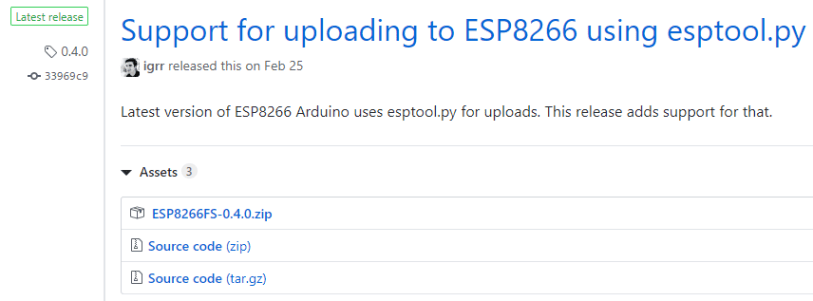 Latest release
0.4.0
33969c9
Support for uploading to ESP8266 using esptool.py
igrr released this on Feb 25
Latest version of ESP8266 Arduino uses esptool.py for uploads. This release adds support for that.
Assets 3
ESP8266FS-0.4.0.zip
Source code (zip)
Source code (tar.gz)